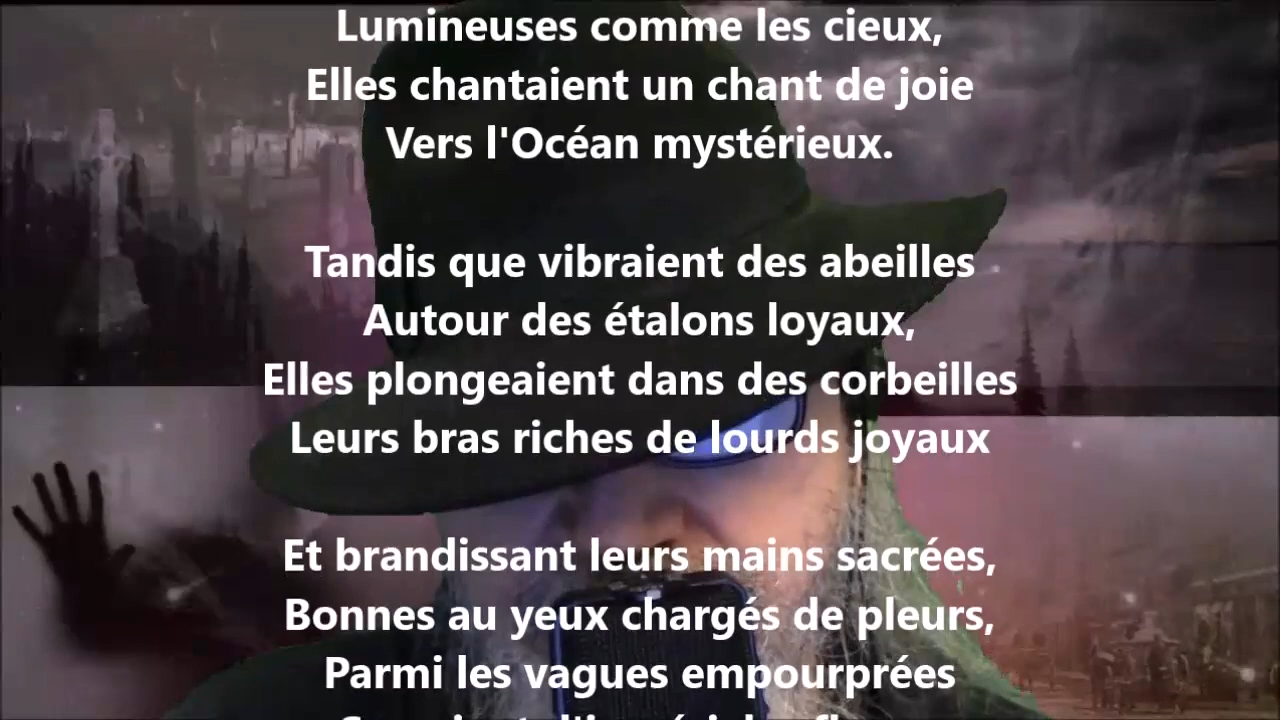 Lumineuses comme les cieux,
Elles chantaient un chant de joie
Vers l'Océan mystérieux.
Tandis que vibraient des abeilles
Autour des étalons loyaux,
Elles plongeaient dans des corbeilles
Leurs bras riches de lourds joyaux
Et brandissant leurs mains sacrées,
Bonnes au yeux chargés de pleurs,
Parmi les vagues empourprées